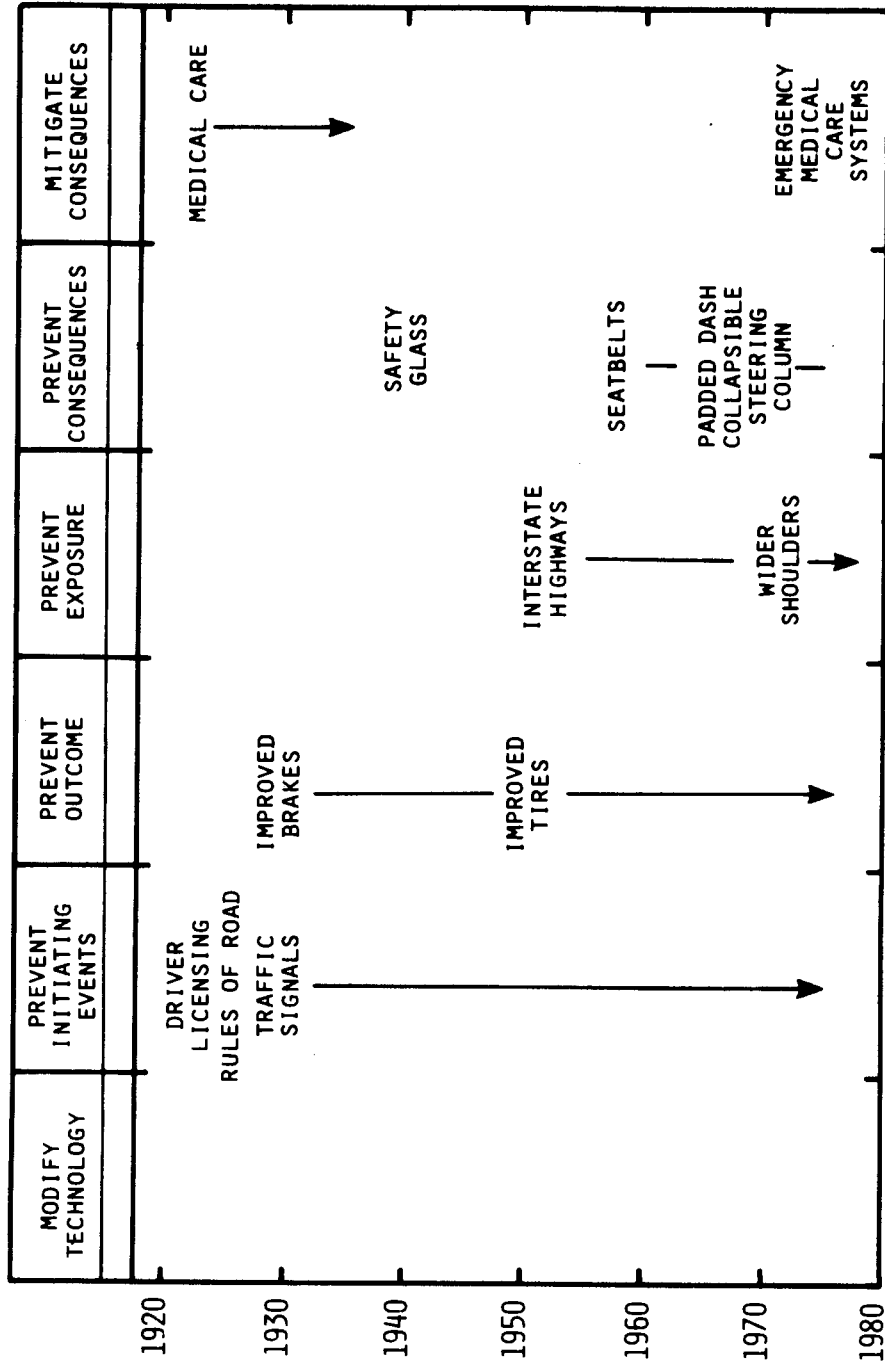 MODIFY
TECHNOLOGY
PREVENT
INITIATING
EVENTS
PREVENT
OUTCOME
PREVENT
EXPOSURE
PREVENT
CONSEQUENCES
MITIGATE
CONSEQUENCES
1920
1930
1940
1950
1960
1970
1980
DRIVER
LICENSING
RULES OF ROAD
TRAFFIC
SIGNALS
IMPROVED
BRAKES
IMPROVED
TIRES
INTERSTATE
HIGHWAYS
WIDER
SHOULDERS
SAFETY
GLASS
SEATBELTS
PADDED DASH
COLLAPSIBLE
STEERING
COLUMN
MEDICAL CARE
EMERGENCY
MEDICAL
CARE
SYSTEMS